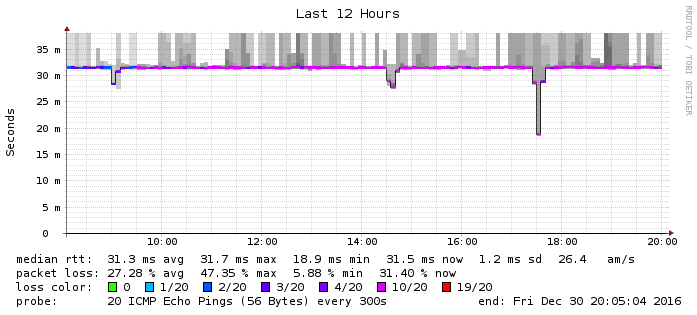 Last 12 Hours
RRDTOOL / TOBI OETIKER
Seconds
35 m
30 m
25 m
20 m
15 m
10 m
5 m
0
10:00 12:00 14:00 16:00 18:00 20:00
median rtt: 31.3 ms avg 31.7 ms max 18.9 ms min 31.5 ms now 1.2 ms sd 26.4 am/s
packet loss: 27.28 % avg 47.35 % max 5.88 % min 31.40 % now
loss color: 0 1/20 2/20 3/20 4/20 10/20 19/20
probe: 20 ICMP Echo Pings (56 Bytes) every 300s end: Fri Dec 30 20:05:04 2016